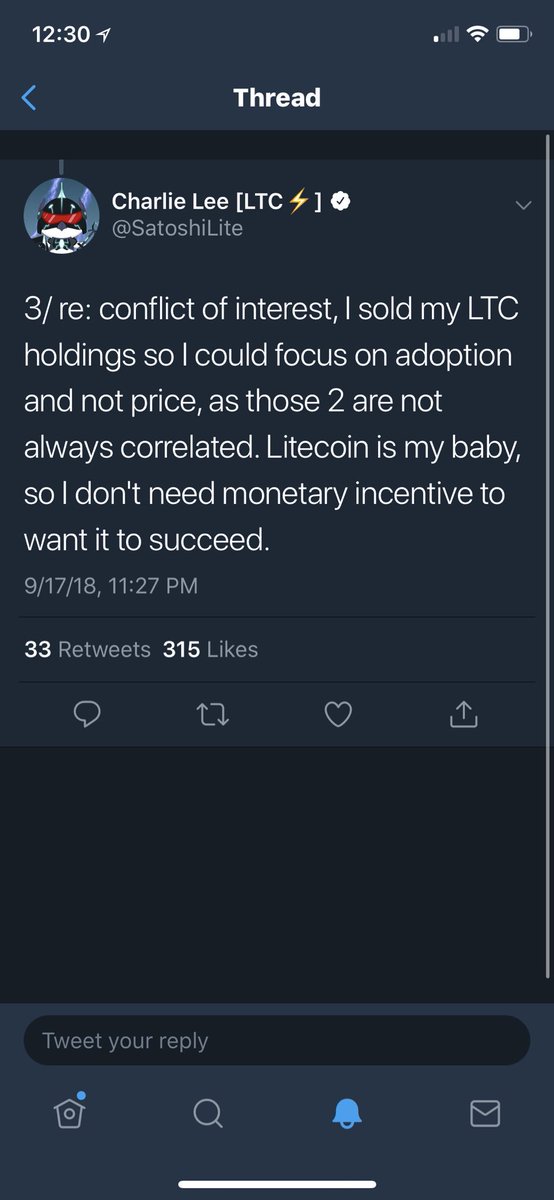 12:30
Thread
Charlie Lee [LTC⚡]
@SatoshiLite
3/ re: conflict of interest, I sold my LTC
holdings so I could focus on adoption
and not price, as those 2 are not
always correlated. Litecoin is my baby,
so I don't need monetary incentive to
want it to succeed.
9/17/18, 11:27 PM
33 Retweets 315 Likes
Tweet your reply